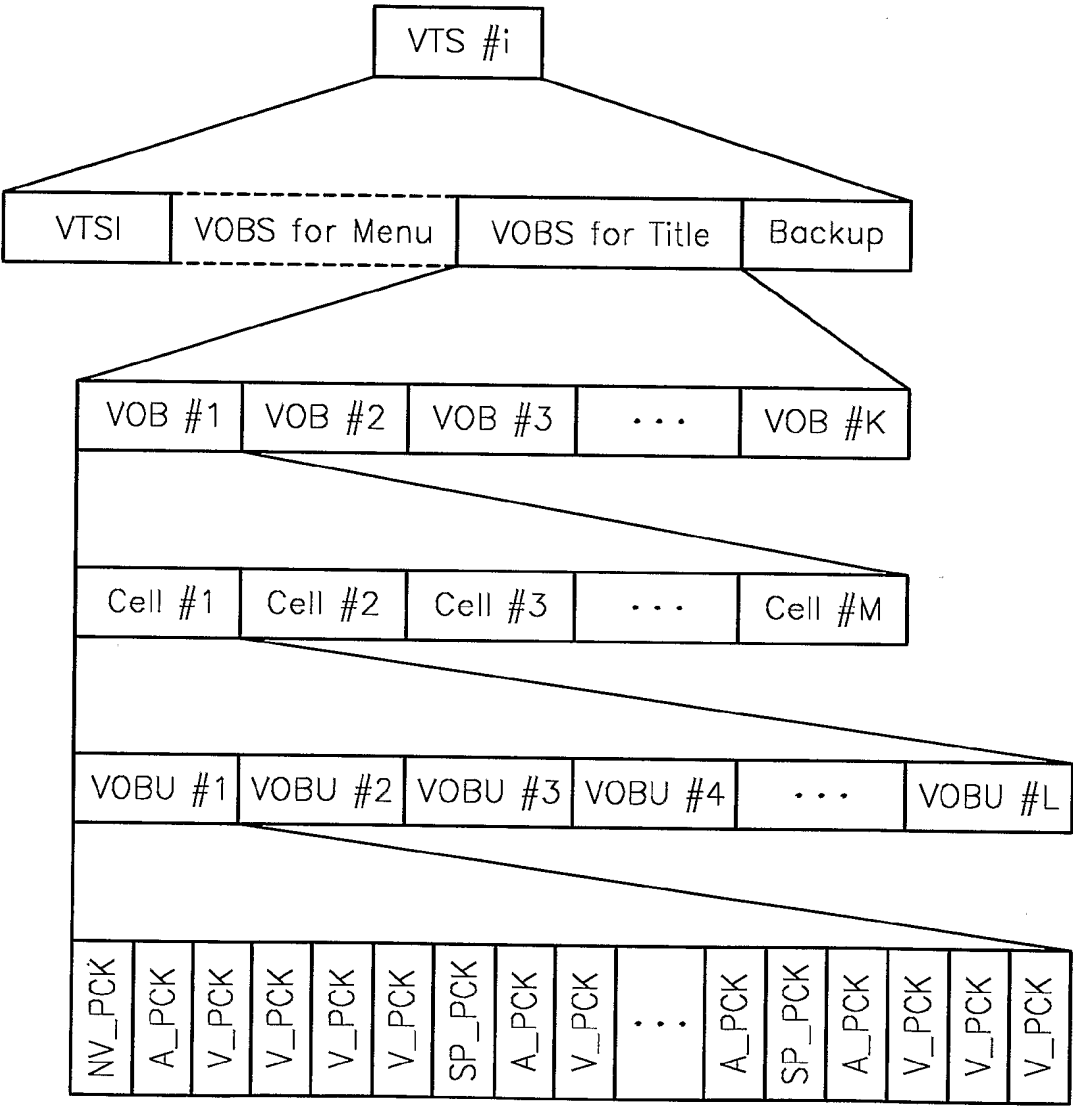 VTS #i
VTSI VOBS for Menu VOBS for Title Backup
VOB #1 VOB #2 VOB #3 ... VOB #K
Cell #1 Cell #2 Cell #3 ... Cell #M
VOBU #1 VOBU #2 VOBU #3 VOBU #4 ... VOBU #L
NV_PCK A_PCK V_PCK V_PCK V_PCK V_PCK SP_PCK A_PCK V_PCK ... A_PCK SP_PCK A_PCK V_PCK V_PCK V_PCK